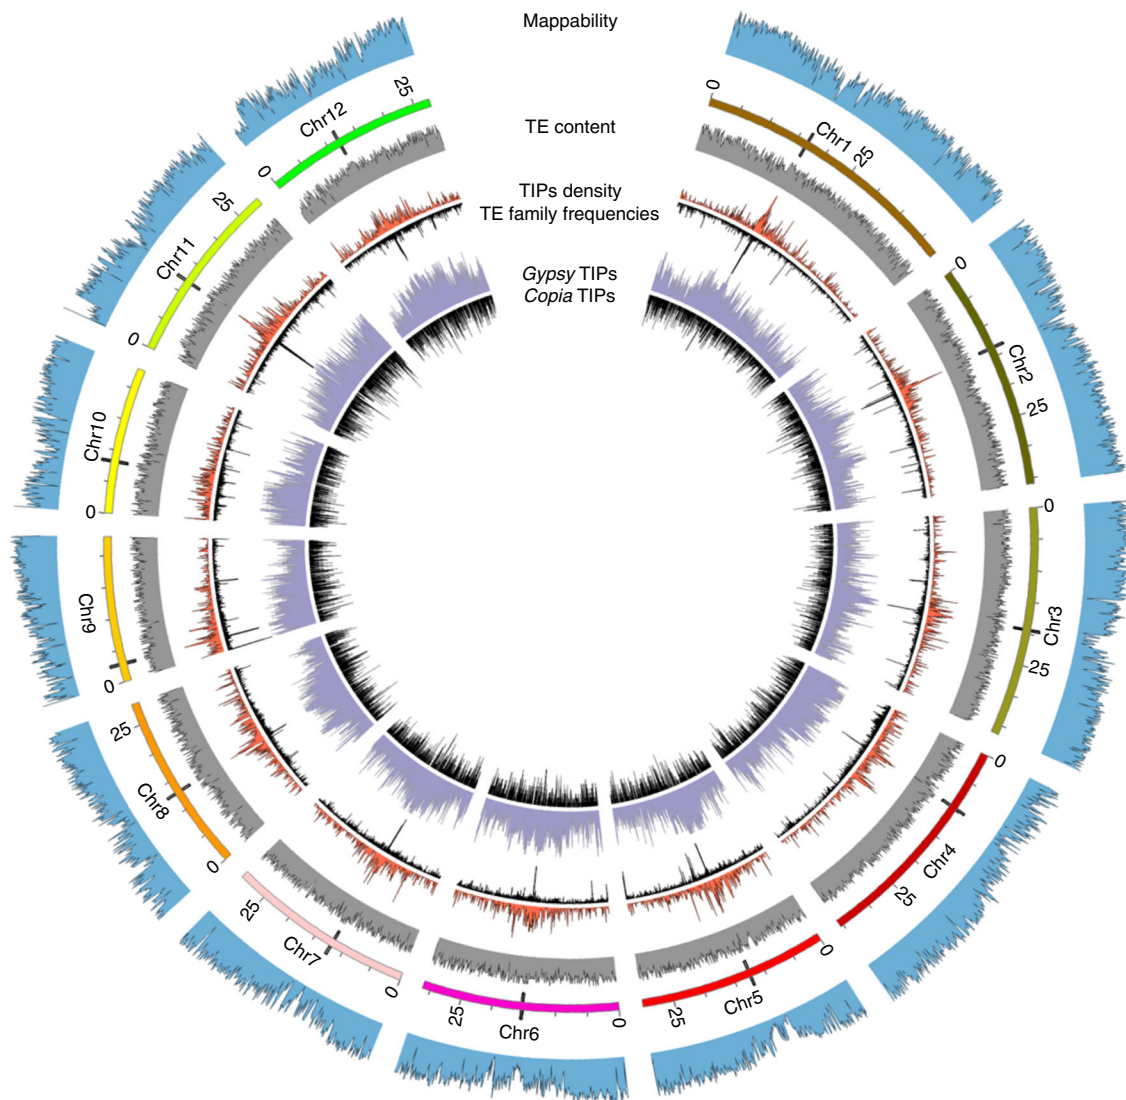 Mappability
TE content
TIPs density
TE family frequencies
Gypsy TIPs
Copia TIPs
0
Chr1
25
0
Chr2
25
0
Chr3
25
0
Chr4
25
0
Chr5
25
0
Chr6
25
0
Chr7
25
0
Chr8
25
0
Chr9
0
Chr10
0
Chr11
25
0
Chr12
25